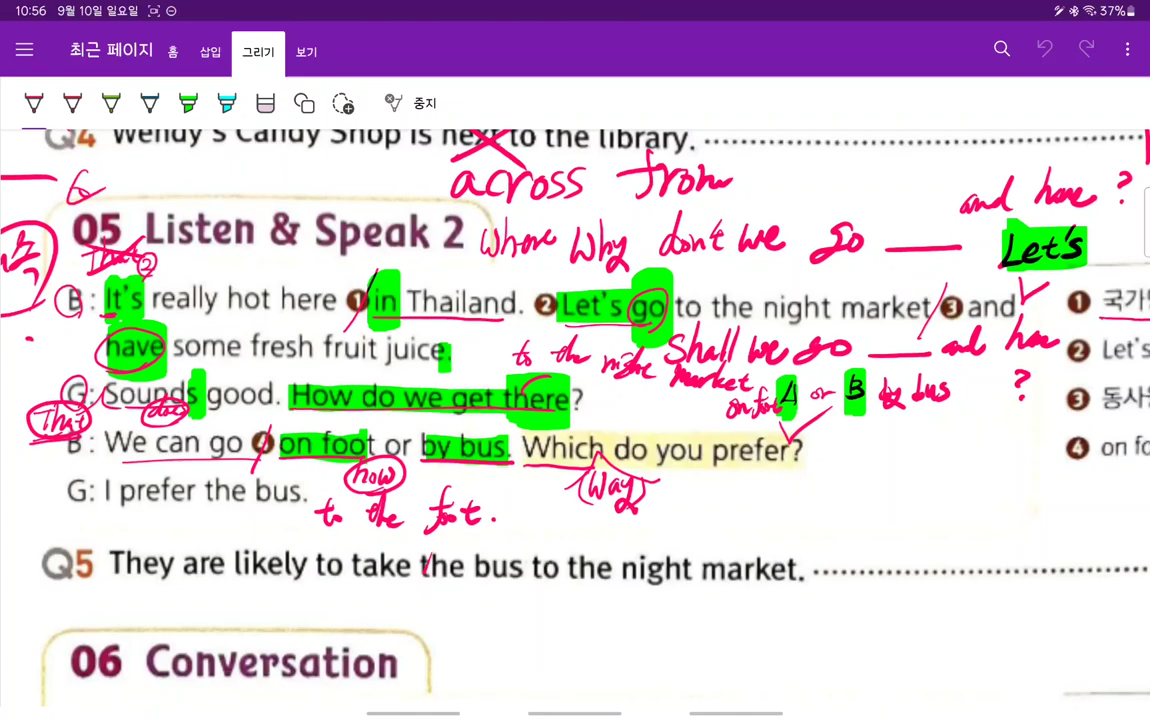 10:56 9월 10일 일요일 37%
최근 페이지 홈 삽입 그리기 보기
중지
Q4 Wendy's Candy Shop is next to the library.
across from
and have ?
05 Listen & Speak 2
where Why don't we go ___ Let's
②
B : It's really hot here ❶ in Thailand. ❷ Let's go to the night market ❸ and
have some fresh fruit juice.
❶ 국가
❷ Let's
❸ 동사
❹ on fo
to the night market Shall we go ___ and have ?
G: Sounds good. How do we get there?
That does
on foot A or B by bus
B : We can go ❹ on foot or by bus. Which do you prefer?
how (way)
G: I prefer the bus.
to the foot.
Q5 They are likely to take the bus to the night market.
06 Conversation